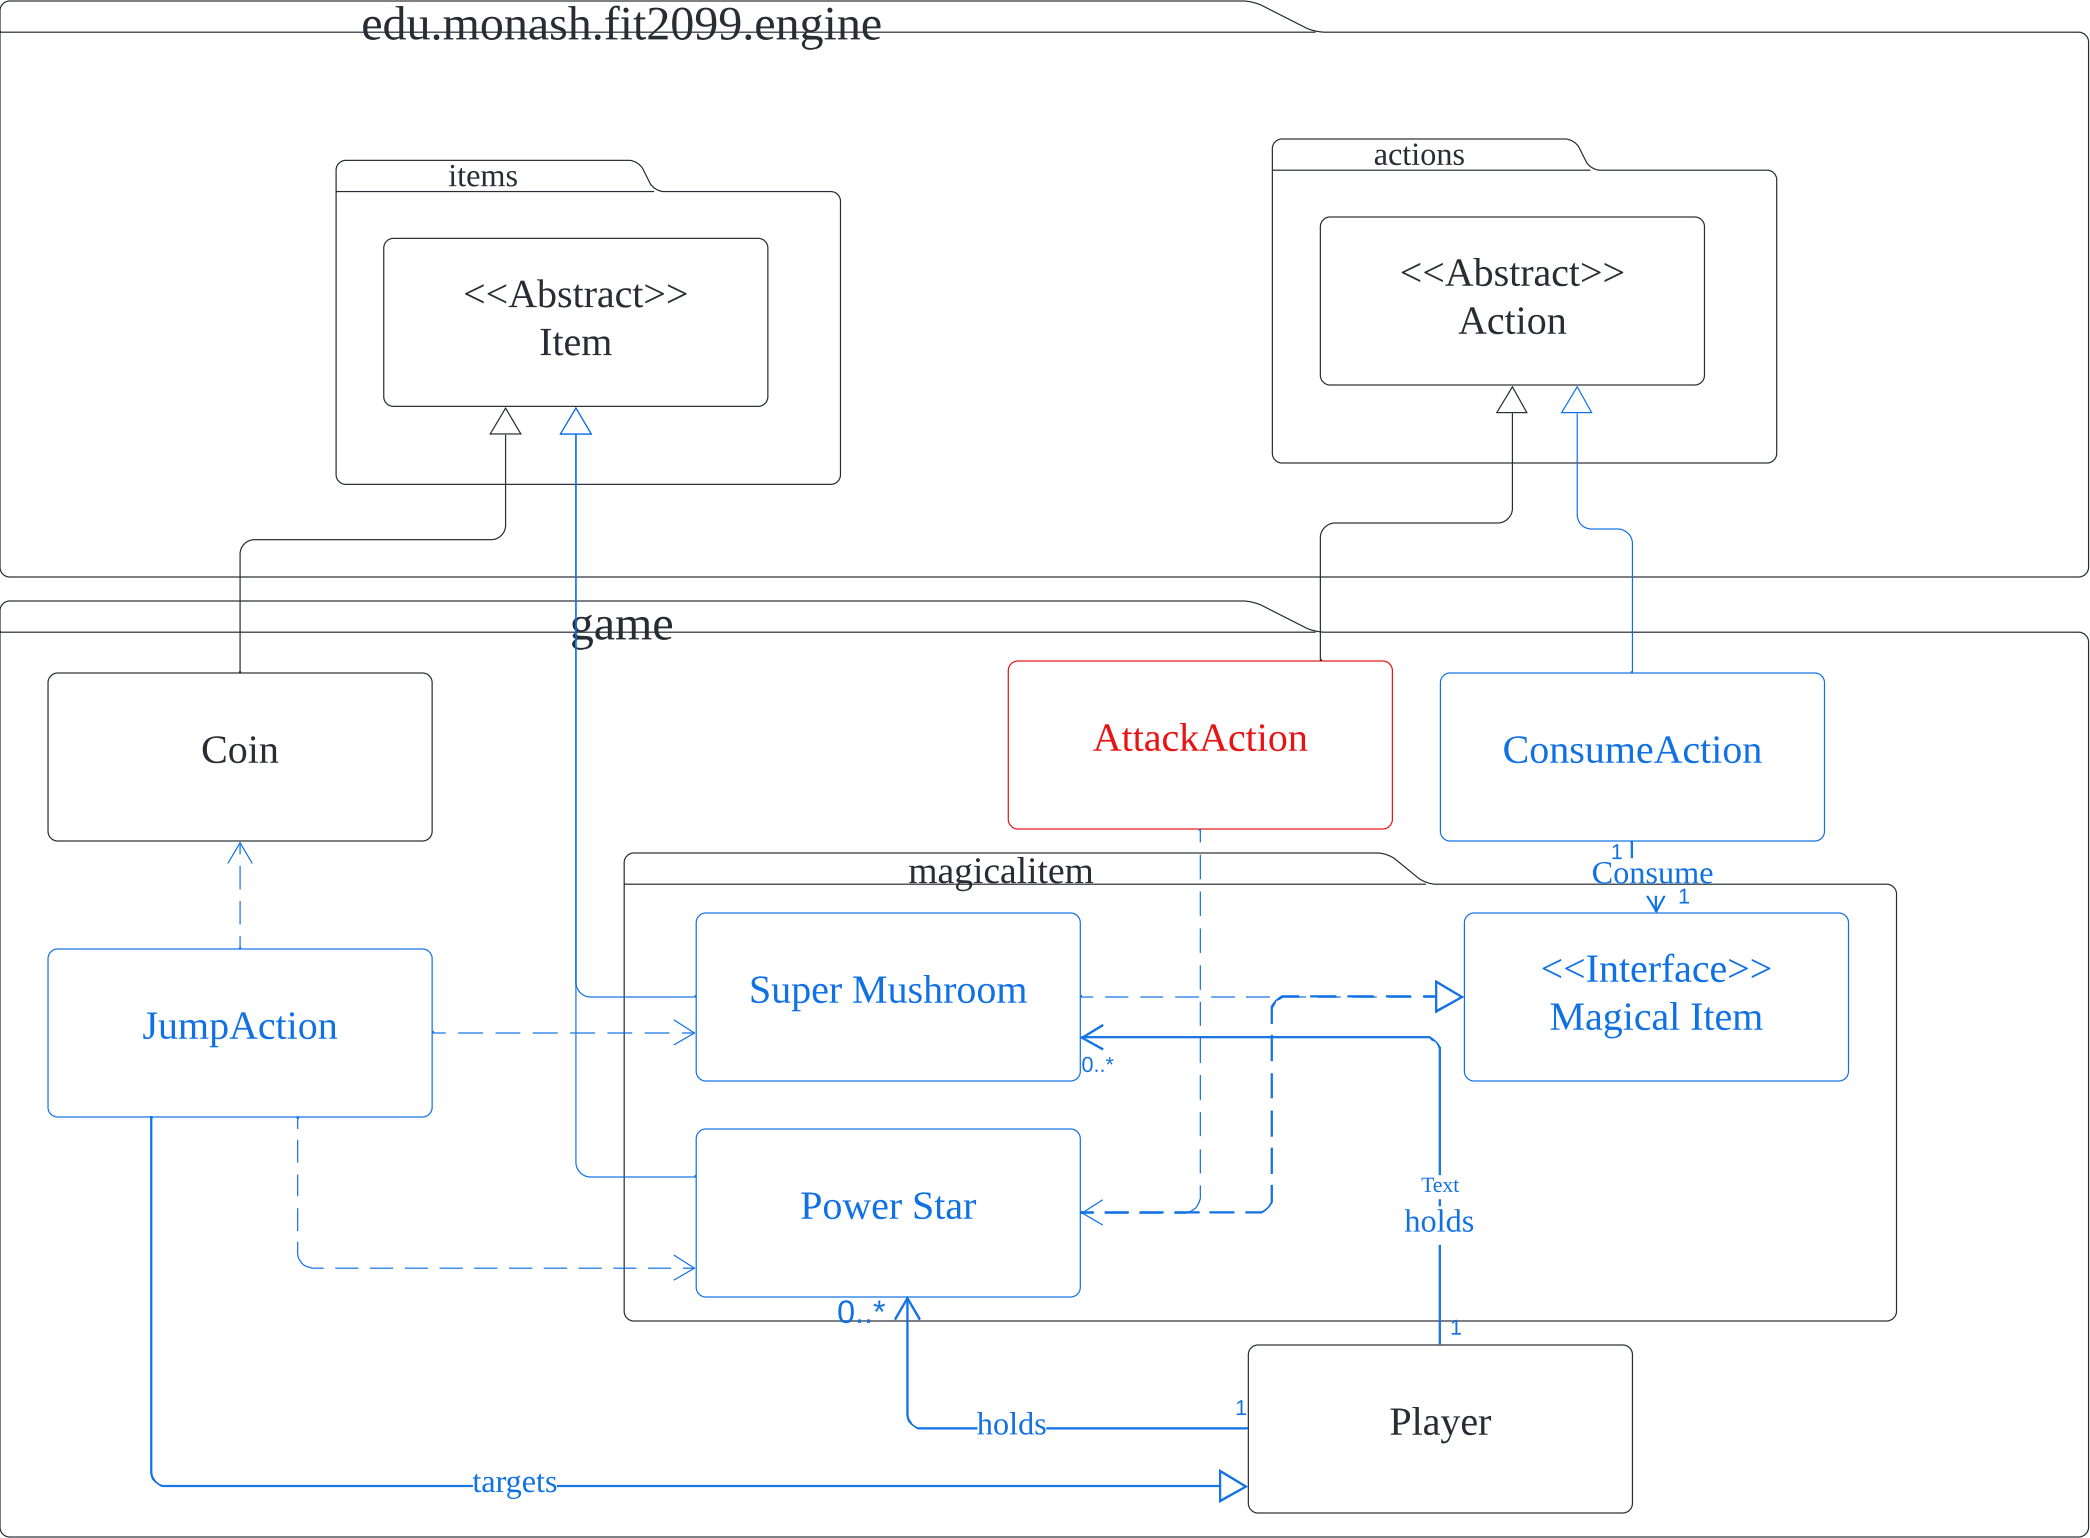 edu.monash.fit2099.engine
items
actions
<<Abstract>>
Item
<<Abstract>>
Action
game
Coin
AttackAction
ConsumeAction
1
Consume
1
magicalitem
Super Mushroom
<<Interface>>
Magical Item
JumpAction
0..*
Power Star
Text
holds
0..*
1
1
holds
Player
targets